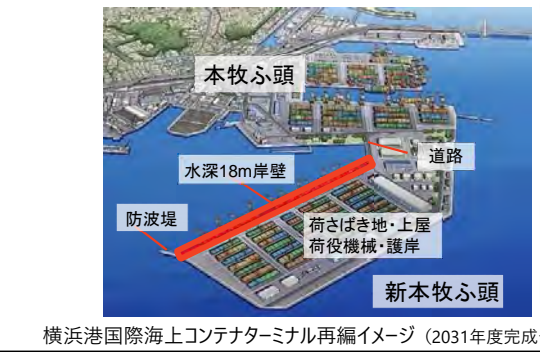 本牧ふ頭
道路
水深18m岸壁
防波堤
荷さばき地・上屋
荷役機械・護岸
新本牧ふ頭
横浜港国際海上コンテナターミナル再編イメージ（2031年度完成